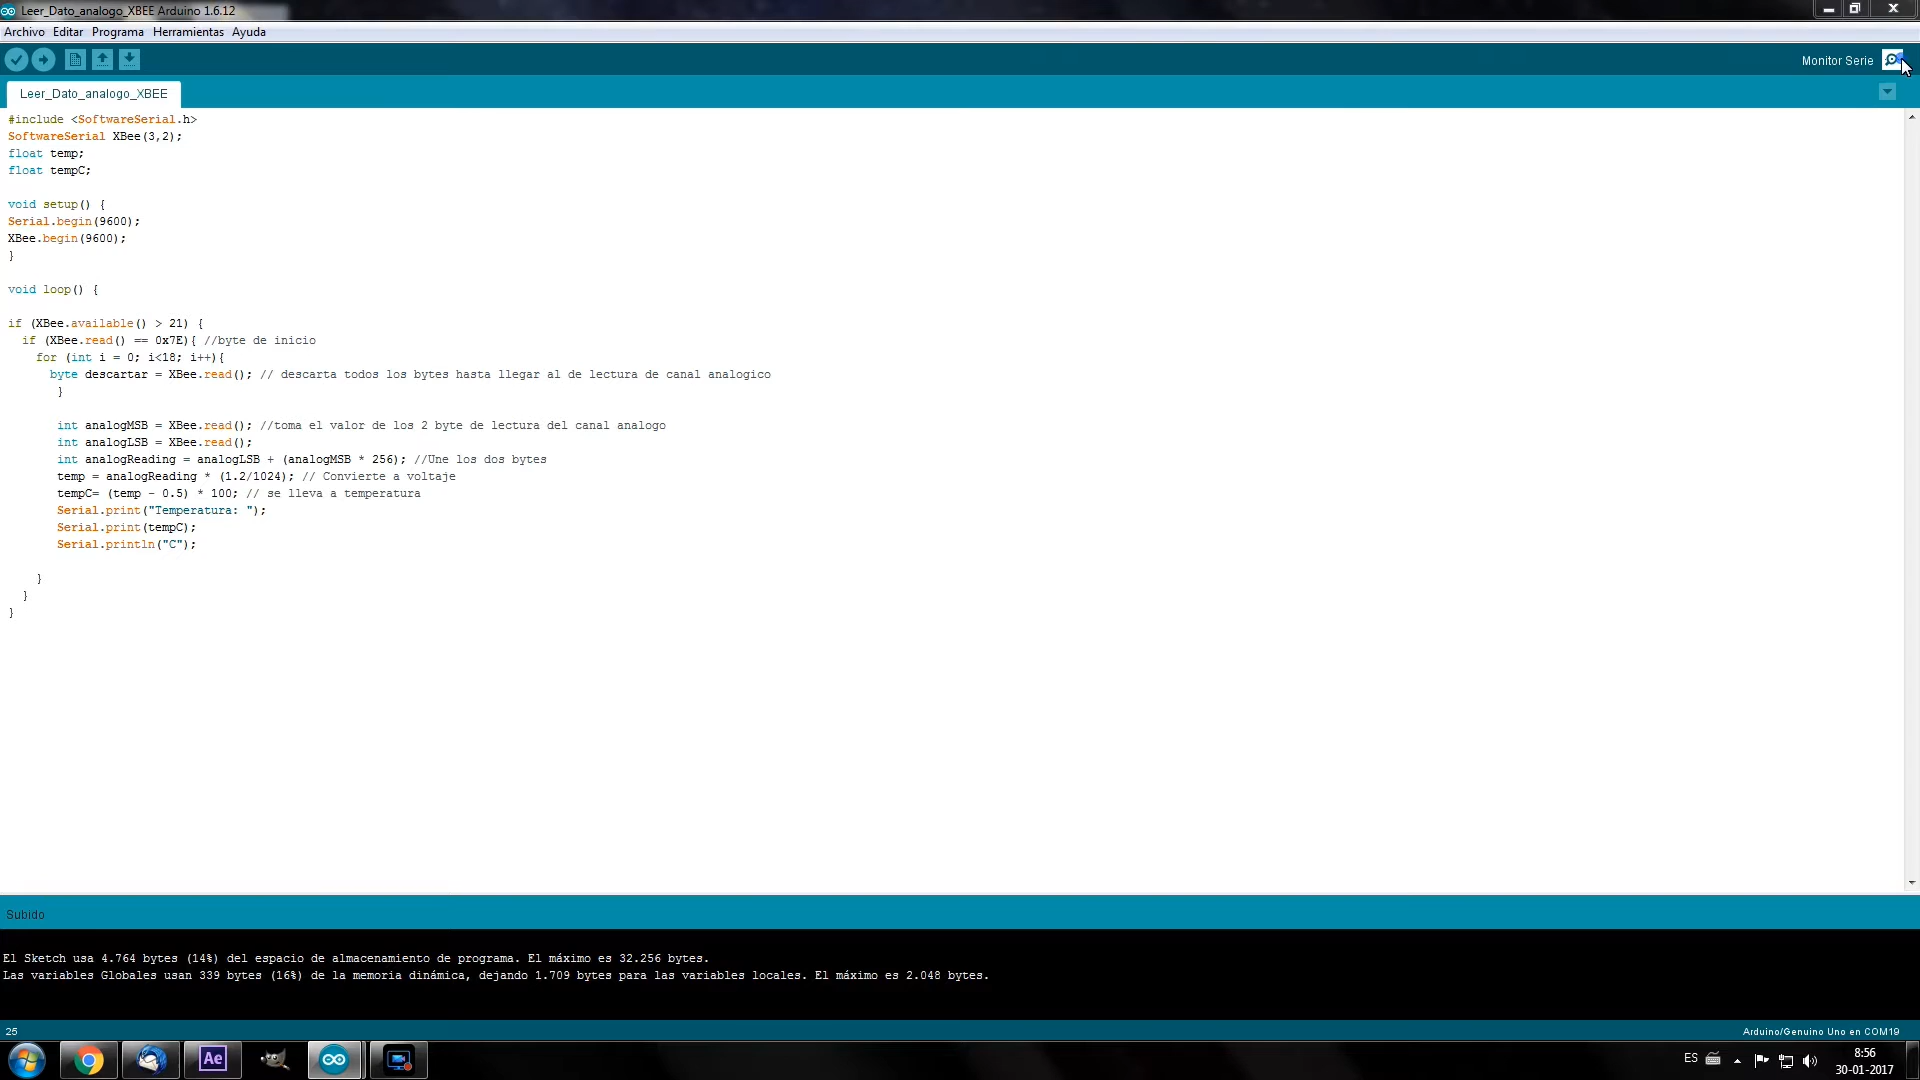 Leer_Dato_analogo_XBEE Arduino 1.6.12
Archivo Editar Programa Herramientas Ayuda
Monitor Serie
Leer_Dato_analogo_XBEE
#include <SoftwareSerial.h>
SoftwareSerial XBee(3,2);
float temp;
float tempC;
void setup() {
Serial.begin(9600);
XBee.begin(9600);
}
void loop() {
if (XBee.available() > 21) {
if (XBee.read() == 0x7E){ //byte de inicio
for (int i = 0; i<18; i++){
byte descartar = XBee.read(); // descarta todos los bytes hasta llegar al de lectura de canal analogico
}
int analogMSB = XBee.read(); //toma el valor de los 2 byte de lectura del canal analogo
int analogLSB = XBee.read();
int analogReading = analogLSB + (analogMSB * 256); //Une los dos bytes
temp = analogReading * (1.2/1024); // Convierte a voltaje
tempC= (temp - 0.5) * 100; // se lleva a temperatura
Serial.print("Temperatura: ");
Serial.print(tempC);
Serial.println("C");
}
}
}
Subido
El Sketch usa 4.764 bytes (14%) del espacio de almacenamiento de programa. El máximo es 32.256 bytes.
Las variables Globales usan 339 bytes (16%) de la memoria dinámica, dejando 1.709 bytes para las variables locales. El máximo es 2.048 bytes.
25
Arduino/Genuino Uno en COM19
Ae
ES
8:56
30-01-2017